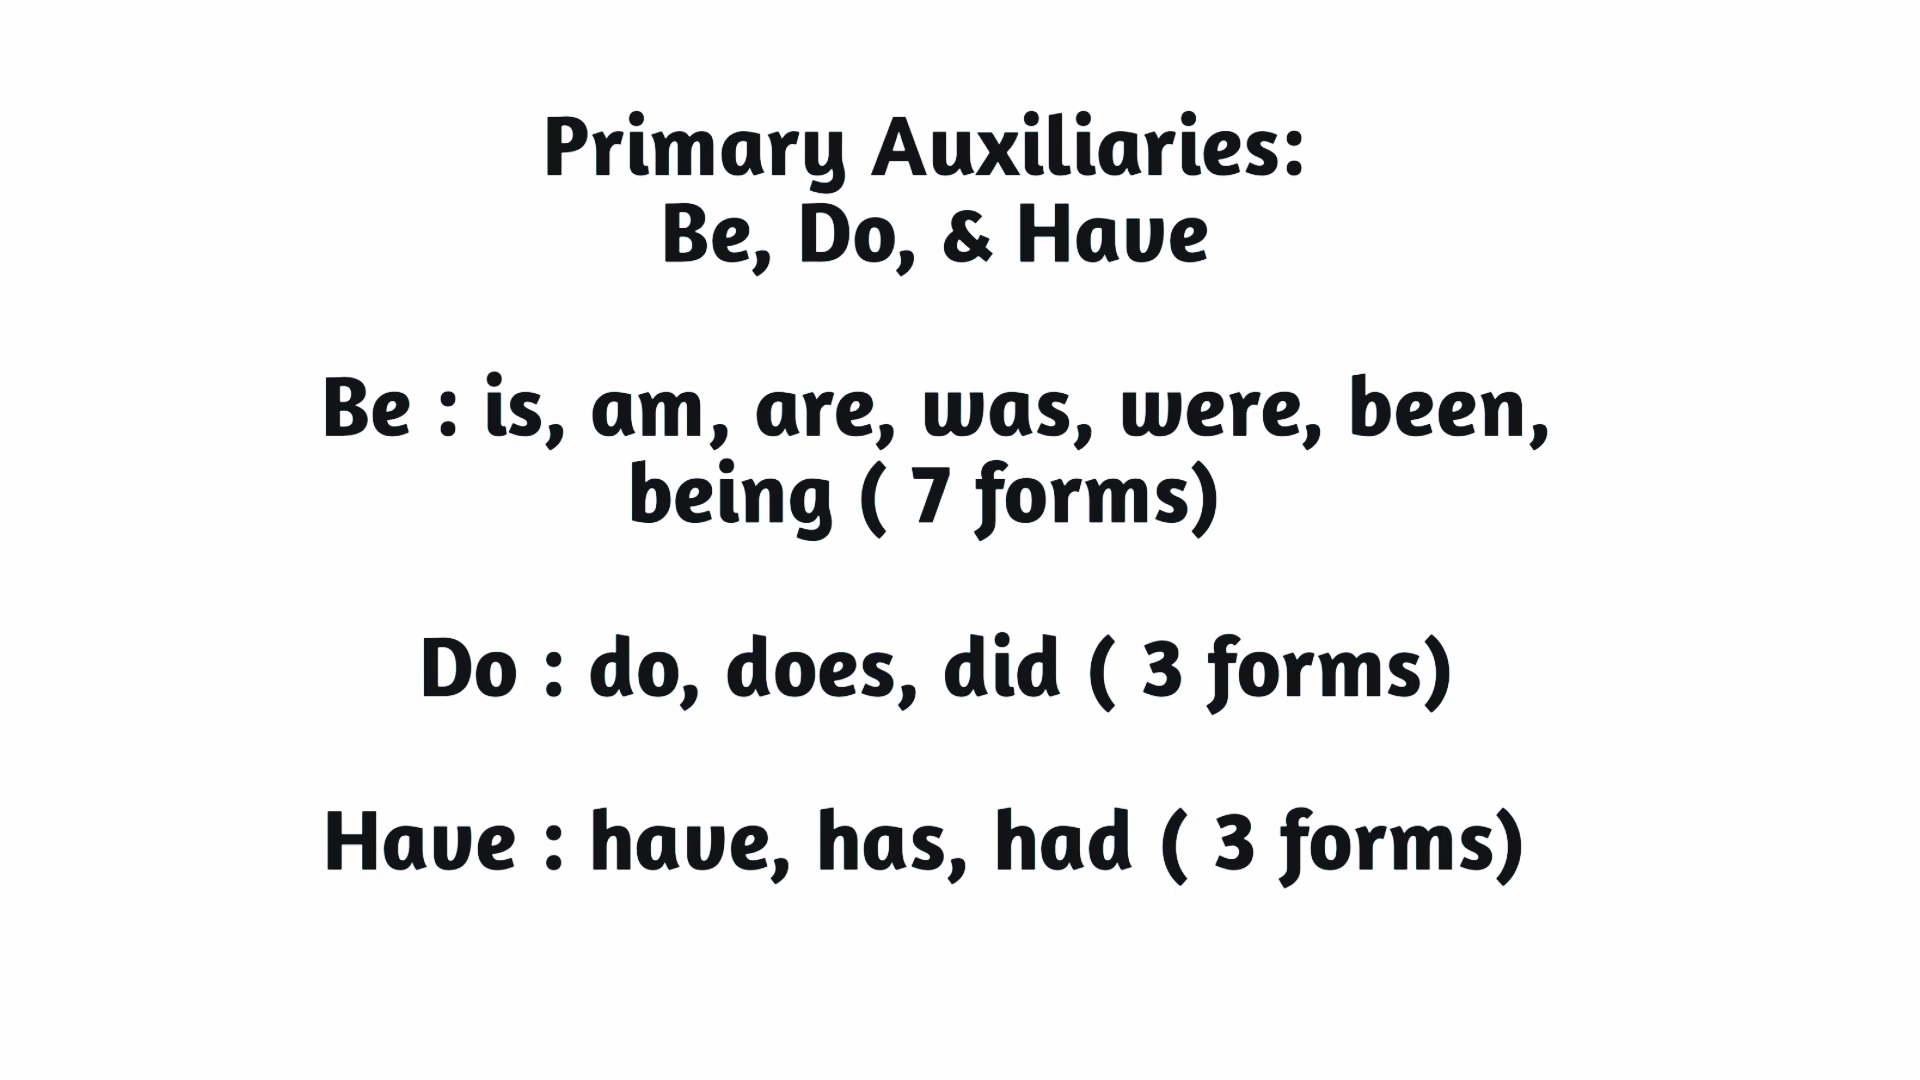 Primary Auxiliaries:
Be, Do, & Have
Be : is, am, are, was, were, been,
being ( 7 forms)
Do : do, does, did ( 3 forms)
Have : have, has, had ( 3 forms)